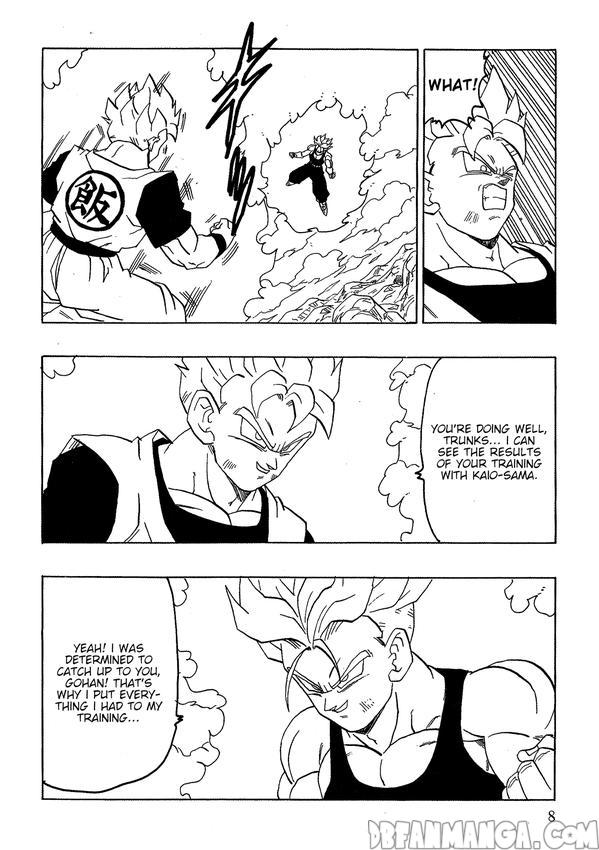 WHAT!
飯
YOU'RE DOING WELL,
TRUNKS... I CAN
SEE THE RESULTS
OF YOUR TRAINING
WITH KAIO-SAMA.
YEAH! I WAS
DETERMINED TO
CATCH UP TO YOU,
GOHAN! THAT'S
WHY I PUT EVERY-
THING I HAD TO MY
TRAINING...
8
DBFANMANGA.COM